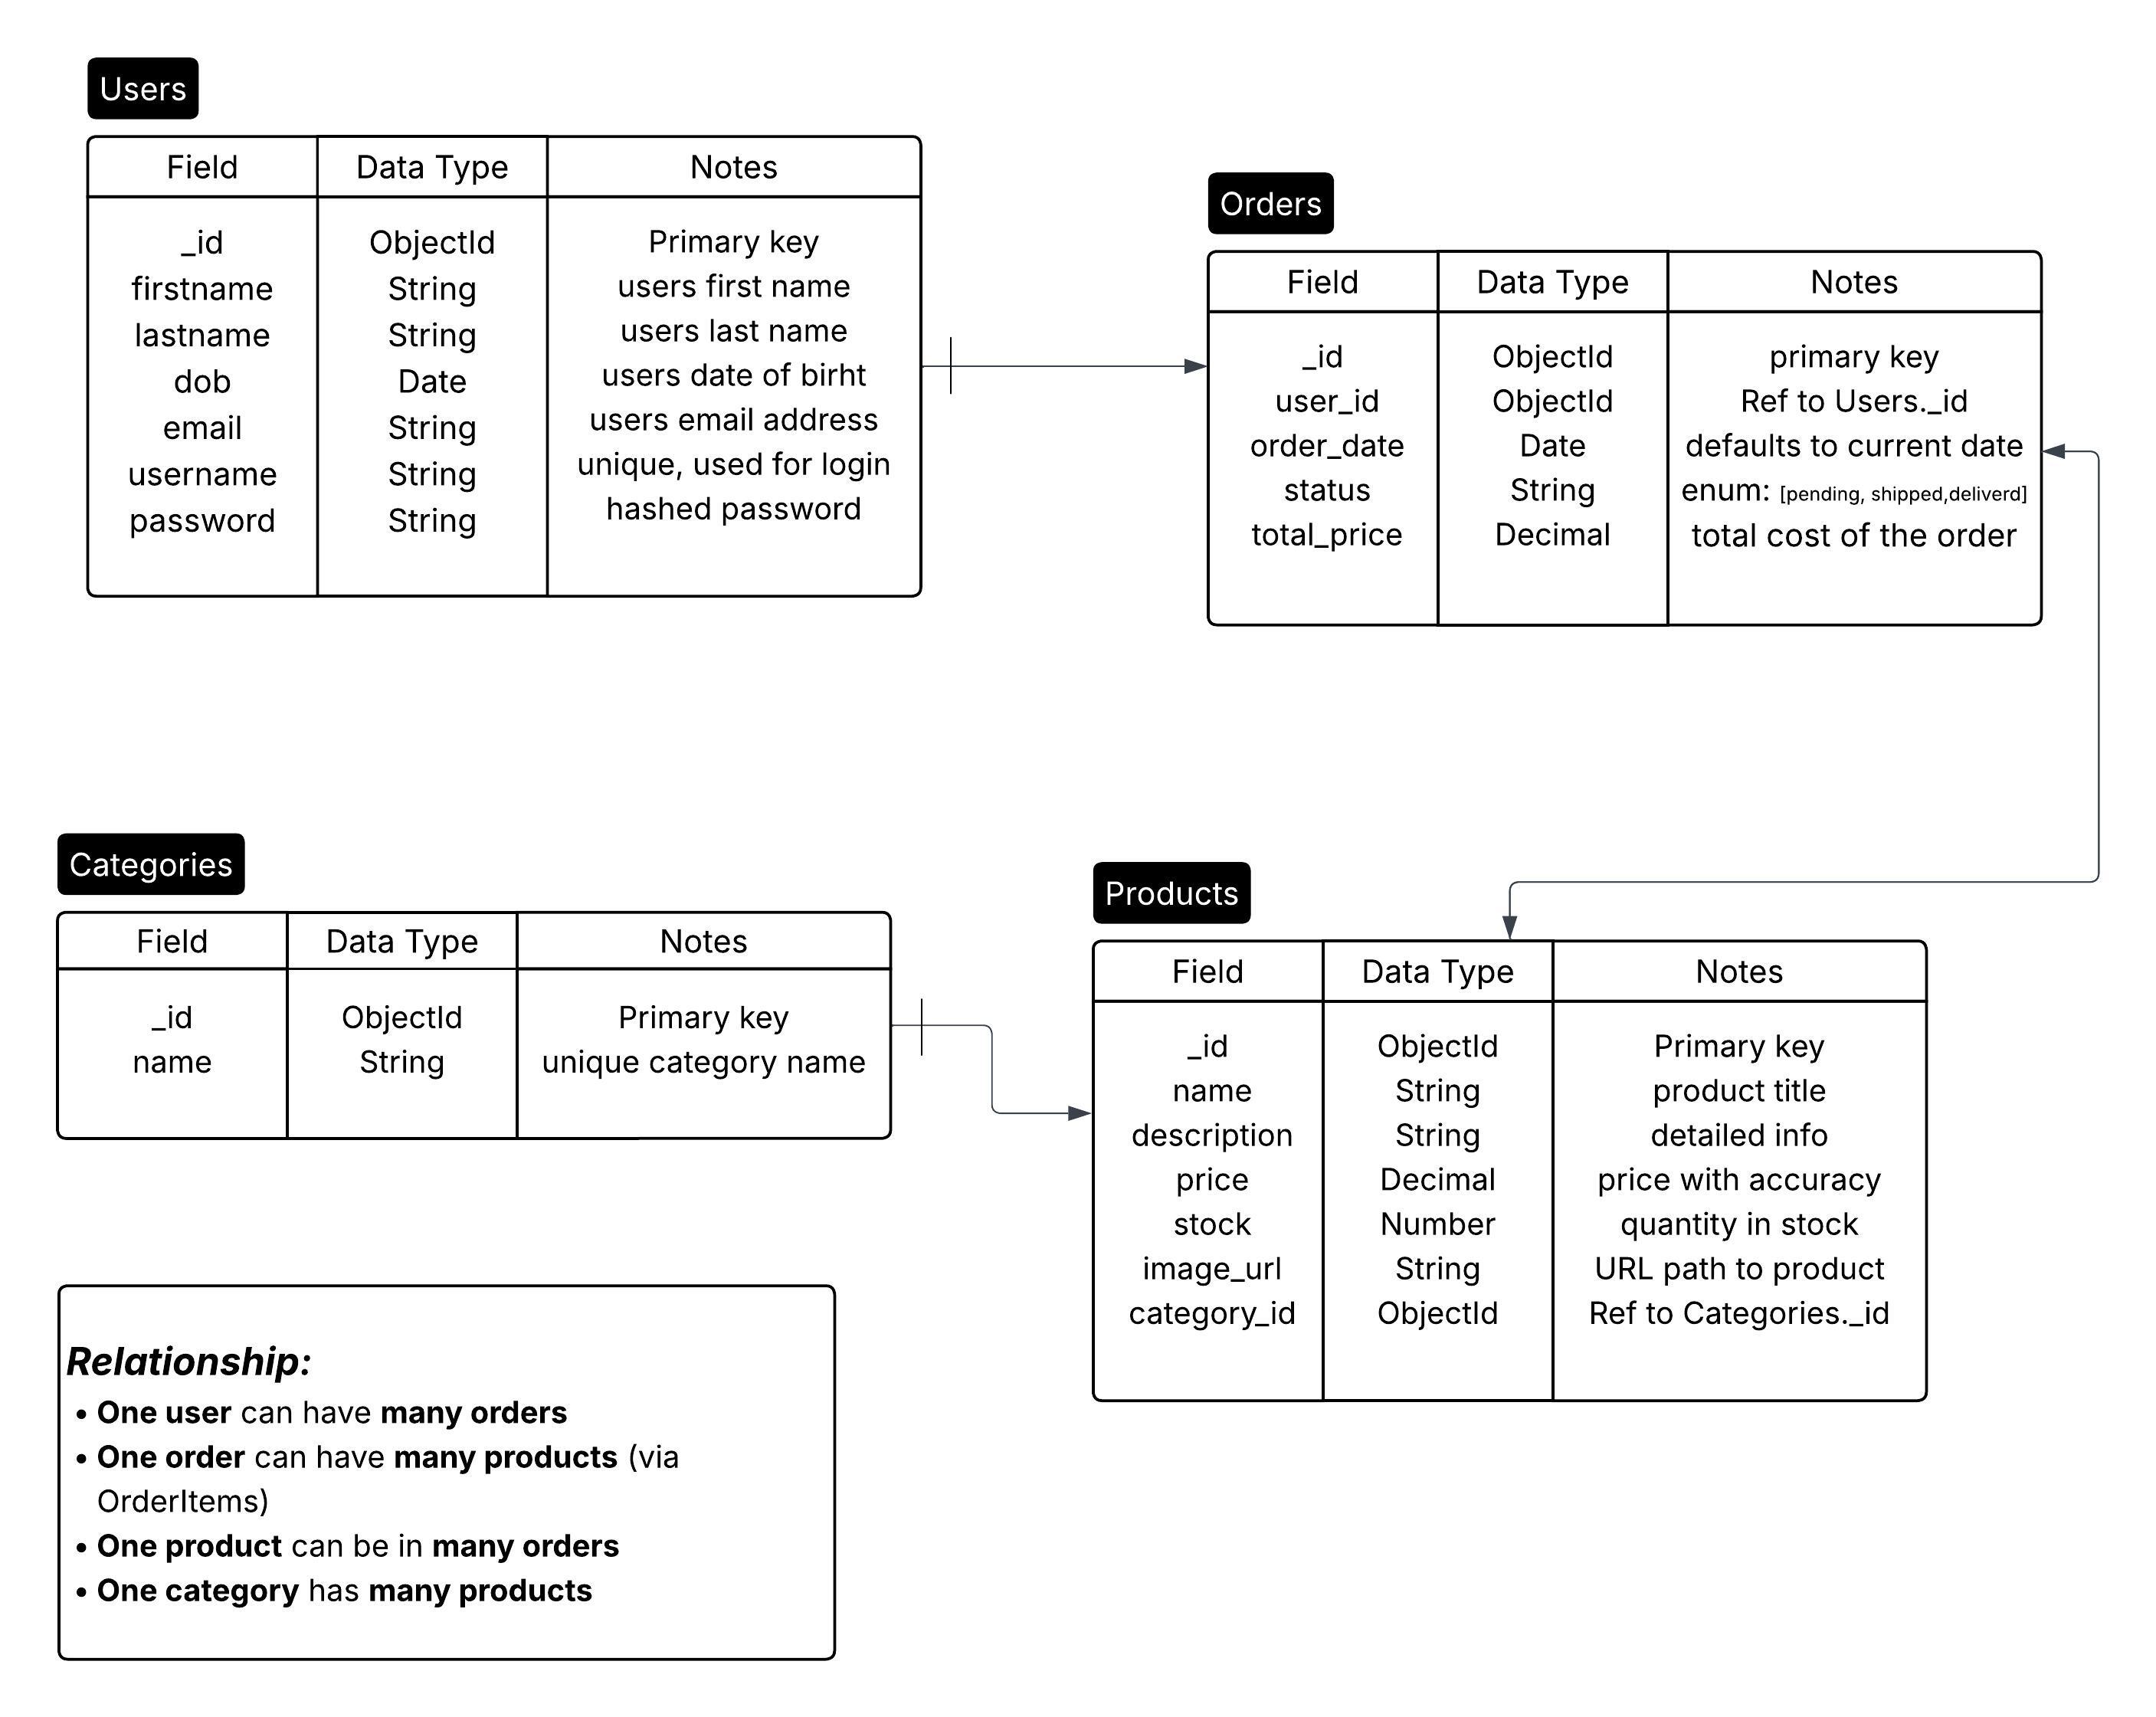 Users
Field Data Type Notes
_id ObjectId Primary key
firstname String users first name
lastname String users last name
dob Date users date of birht
email String users email address
username String unique, used for login
password String hashed password
Orders
Field Data Type Notes
_id ObjectId primary key
user_id ObjectId Ref to Users._id
order_date Date defaults to current date
status String enum: [pending, shipped,deliverd]
total_price Decimal total cost of the order
Categories
Field Data Type Notes
_id ObjectId Primary key
name String unique category name
Products
Field Data Type Notes
_id ObjectId Primary key
name String product title
description String detailed info
price Decimal price with accuracy
stock Number quantity in stock
image_url String URL path to product
category_id ObjectId Ref to Categories._id
Relationship:
• One user can have many orders
• One order can have many products (via
OrderItems)
• One product can be in many orders
• One category has many products